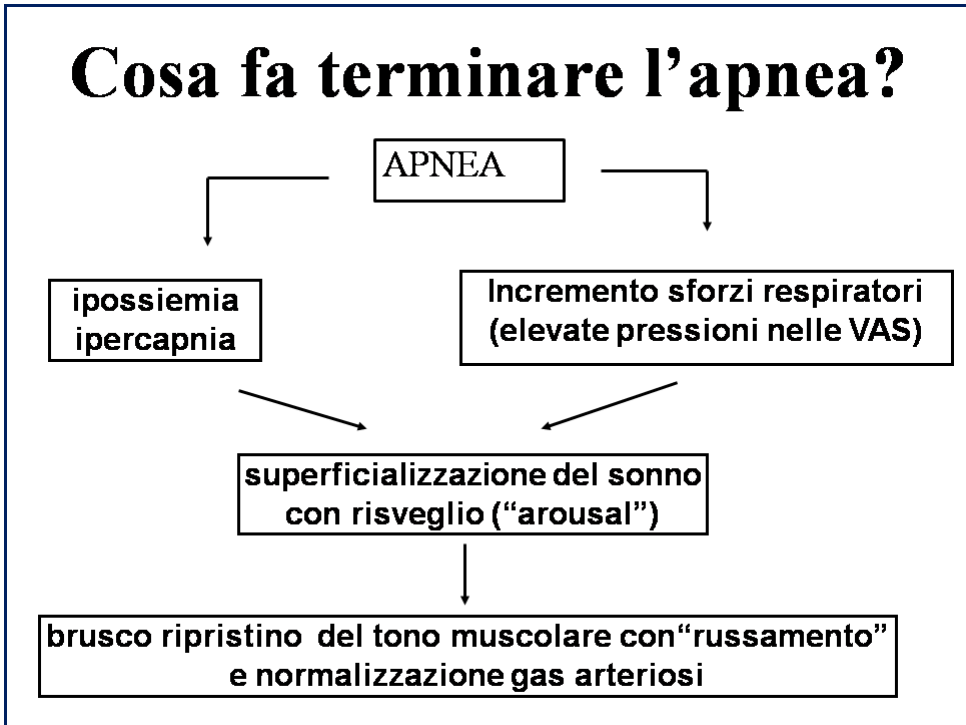 Cosa fa terminare l’apnea?
APNEA
ipossiemia
ipercapnia
Incremento sforzi respiratori
(elevate pressioni nelle VAS)
superficializzazione del sonno
con risveglio (“arousal”)
brusco ripristino del tono muscolare con“russamento”
e normalizzazione gas arteriosi